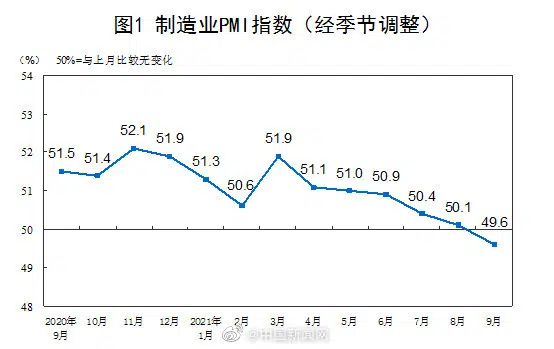 图1 制造业PMI指数（经季节调整）
（%） 50%=与上月比较无变化
54
53
52
51
50
49
48
51.5
51.4
52.1
51.9
51.3
50.6
51.9
51.1
51.0
50.9
50.4
50.1
49.6
2020年
9月
10月
11月
12月
2021年
1月
2月
3月
4月
5月
6月
7月
8月
9月
@中国新闻网